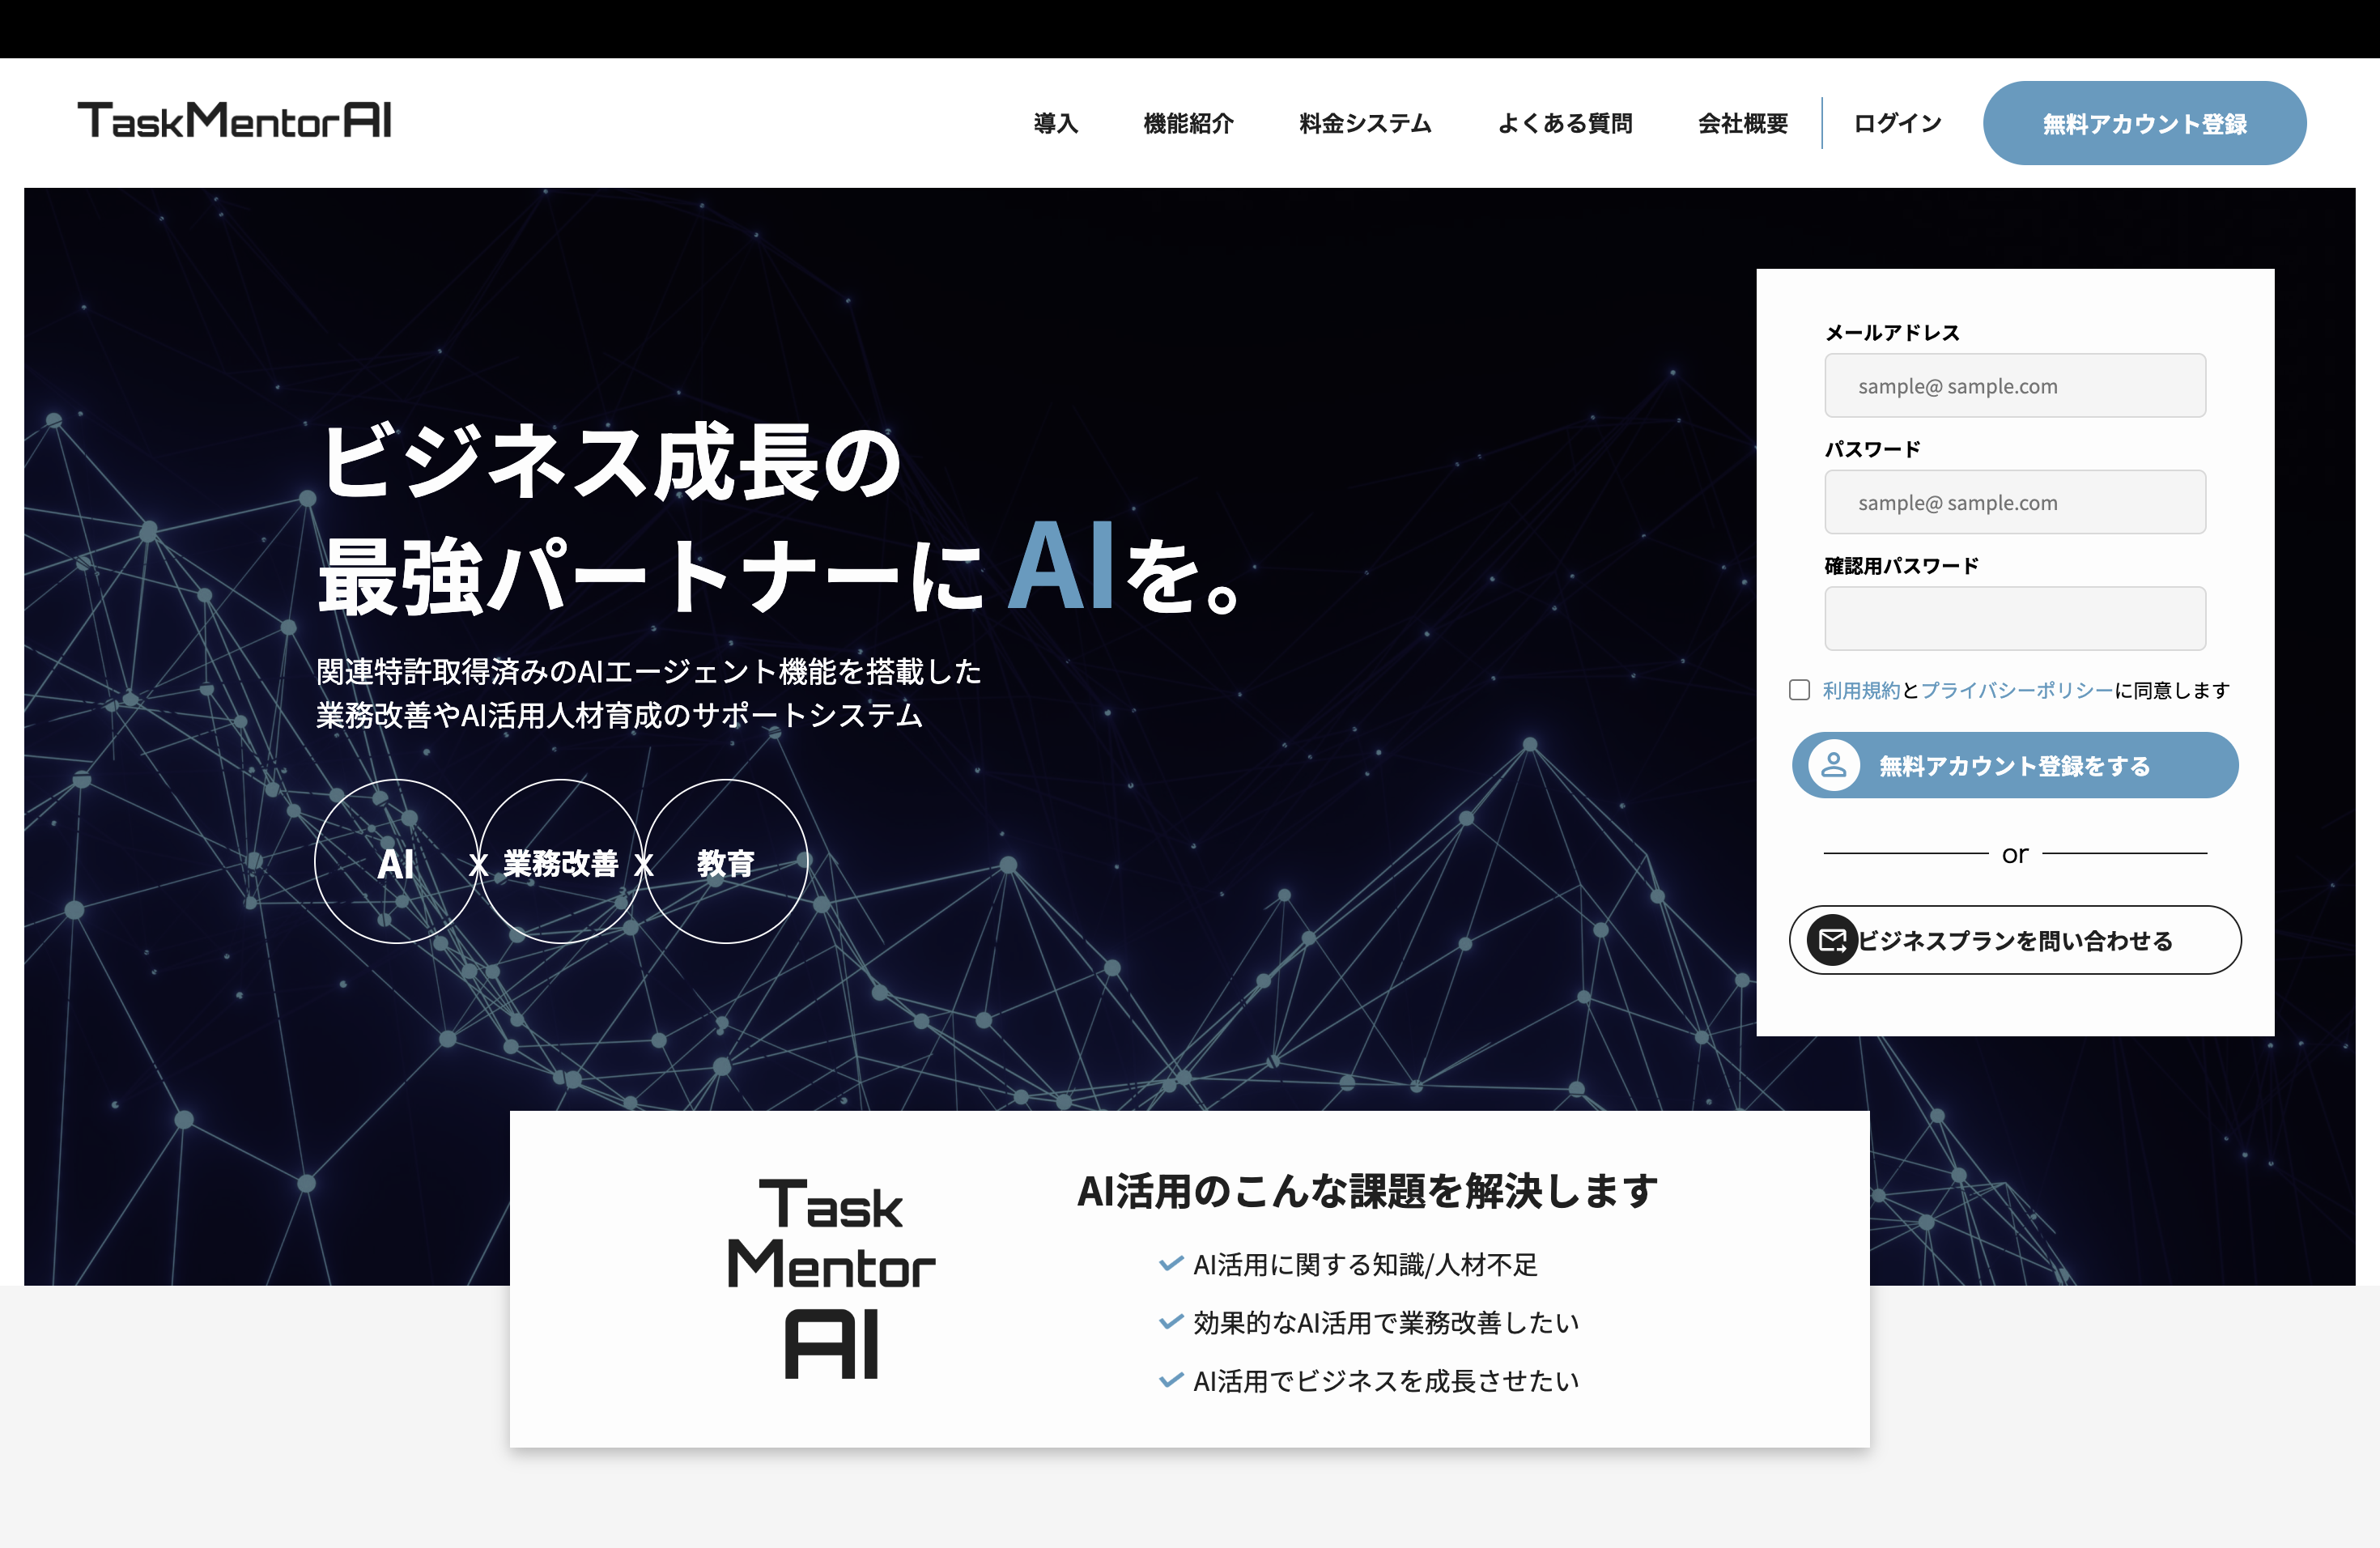 TaskMentorAI
導入 機能紹介 料金システム よくある質問 会社概要 ログイン 無料アカウント登録
ビジネス成長の
最強パートナーに AI を。
関連特許取得済みのAIエージェント機能を搭載した
業務改善やAI活用人材育成のサポートシステム
AI x 業務改善 x 教育
メールアドレス
sample@ sample.com
パスワード
sample@ sample.com
確認用パスワード
利用規約とプライバシーポリシーに同意します
無料アカウント登録をする
or
ビジネスプランを問い合わせる
Task
Mentor
AI
AI活用のこんな課題を解決します
AI活用に関する知識/人材不足
効果的なAI活用で業務改善したい
AI活用でビジネスを成長させたい